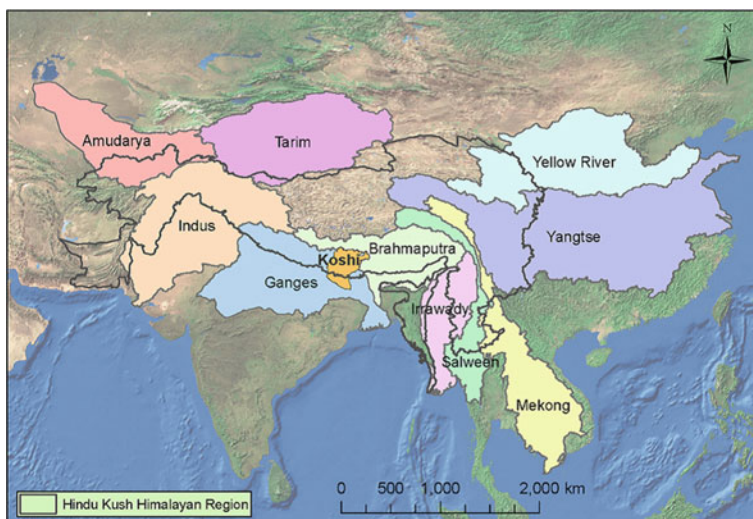 N
Amudarya
Tarim
Yellow River
Indus
Yangtse
Brahmaputra
Koshi
Ganges
Irrawady
Salween
Mekong
0 500 1,000 2,000 km
Hindu Kush Himalayan Region